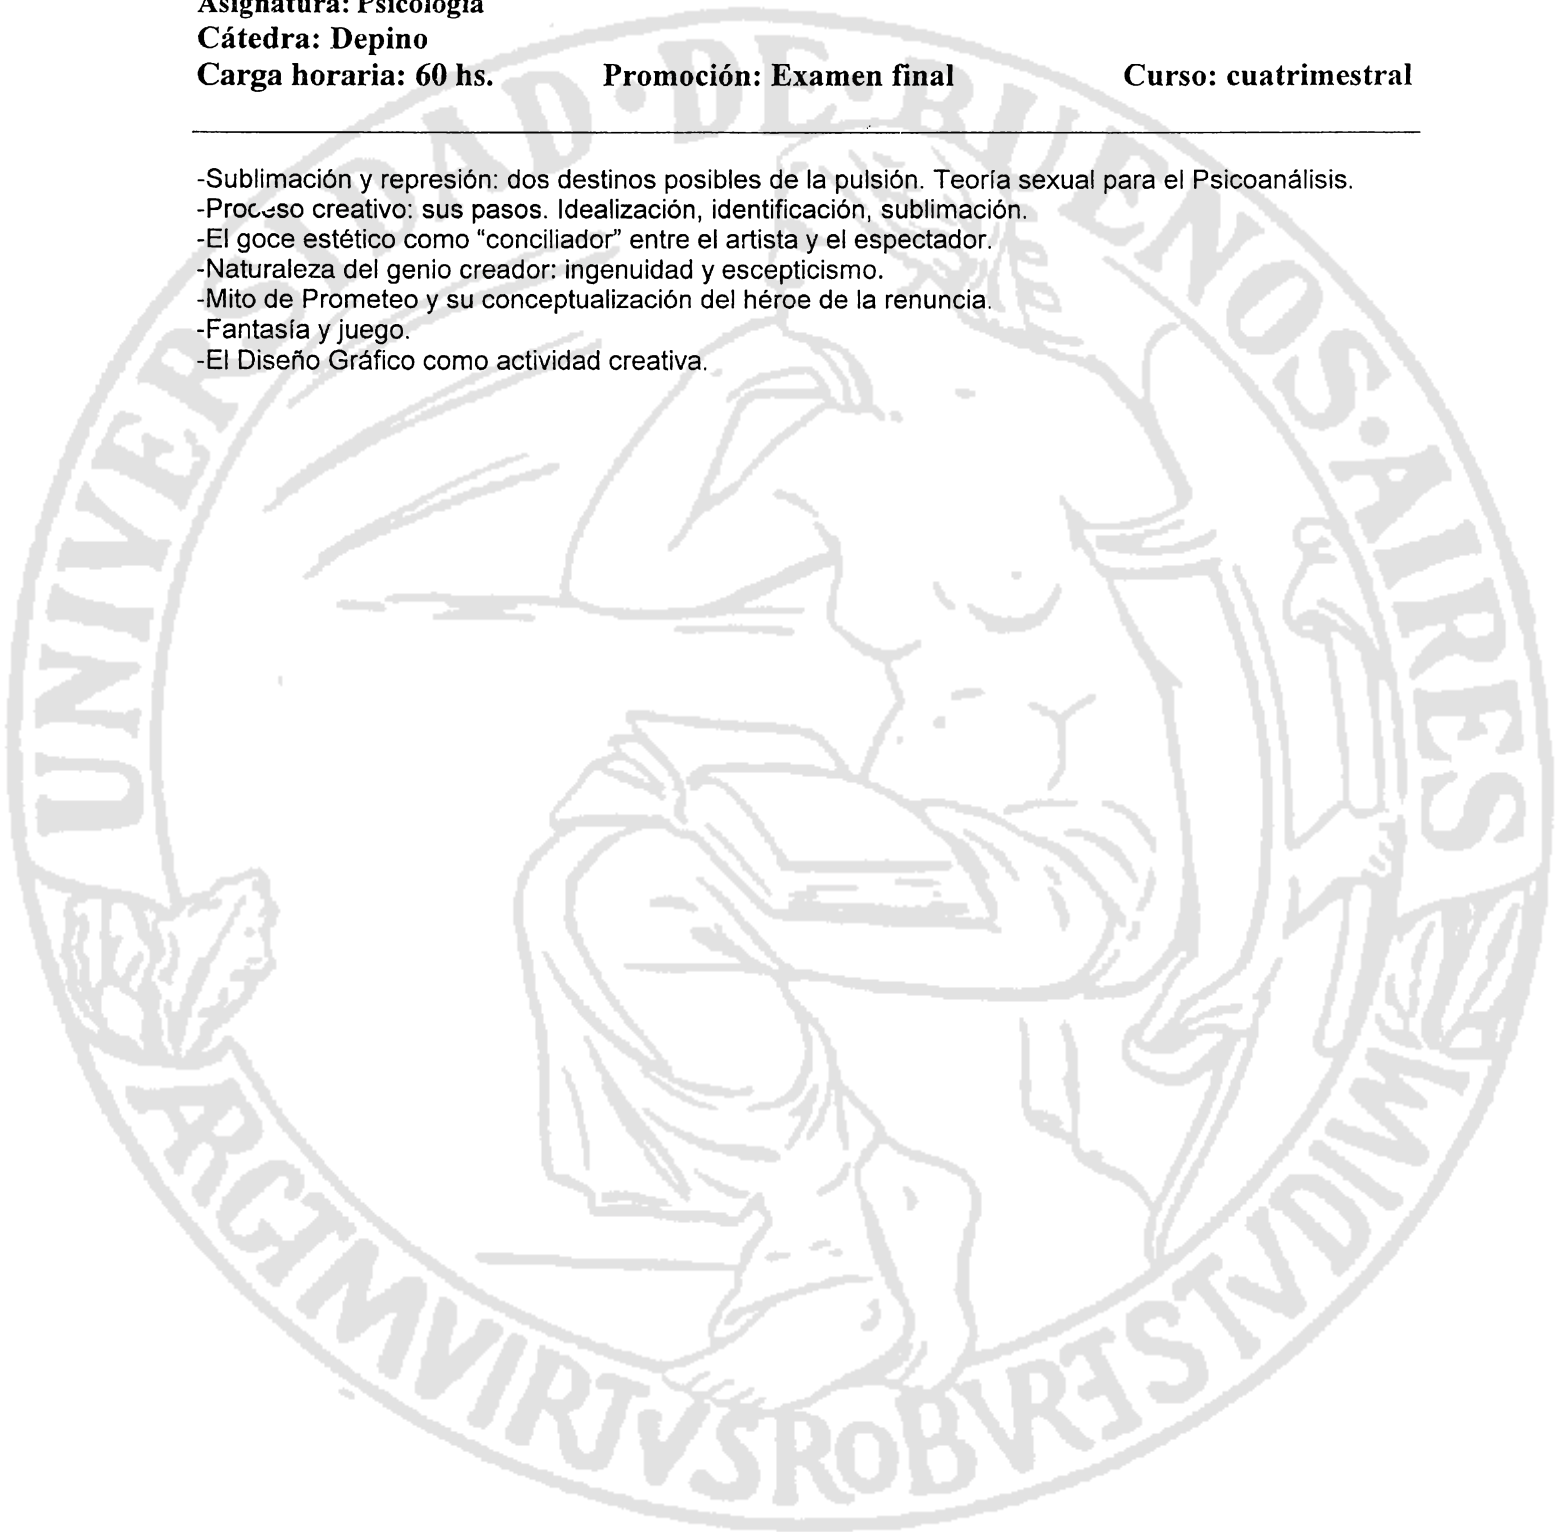 Asignatura: Psicología
Cátedra: Depino
Carga horaria: 60 hs. Promoción: Examen final Curso: cuatrimestral
-Sublimación y represión: dos destinos posibles de la pulsión. Teoría sexual para el Psicoanálisis.
-Proceso creativo: sus pasos. Idealización, identificación, sublimación.
-El goce estético como “conciliador” entre el artista y el espectador.
-Naturaleza del genio creador: ingenuidad y escepticismo.
-Mito de Prometeo y su conceptualización del héroe de la renuncia.
-Fantasía y juego.
-El Diseño Gráfico como actividad creativa.
UNIVERSIDAD·DE·BUENOS·AIRES
ARGTMVIRTVSROBVRETSTVDIVM